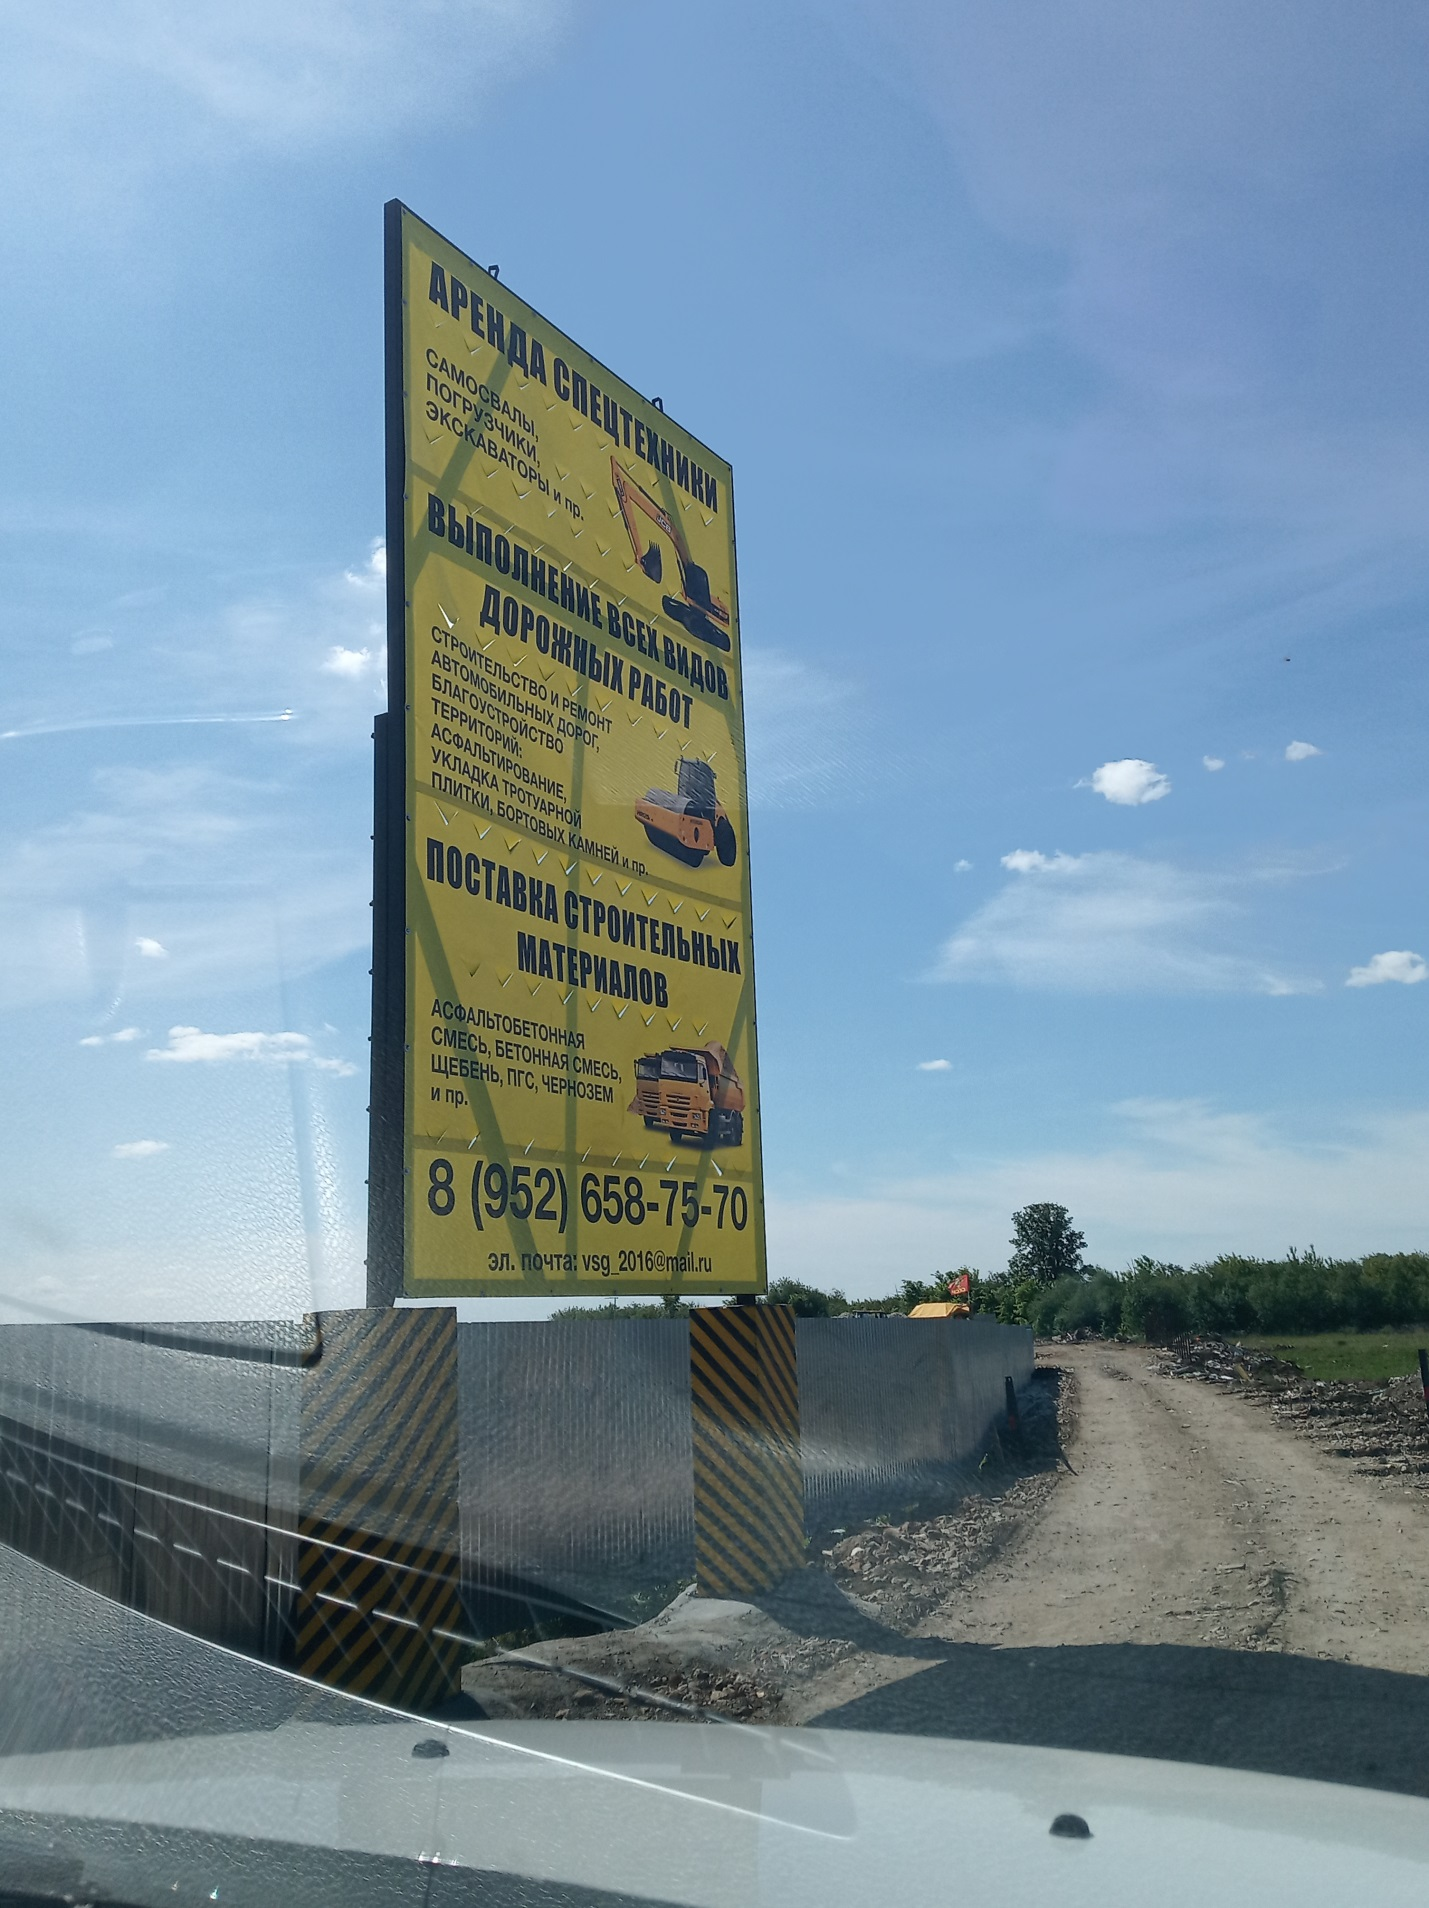 АРЕНДА СПЕЦТЕХНИКИ
САМОСВАЛЫ,
ПОГРУЗЧИКИ,
ЭКСКАВАТОРЫ и пр.
JCB
ВЫПОЛНЕНИЕ ВСЕХ ВИДОВ
ДОРОЖНЫХ РАБОТ
СТРОИТЕЛЬСТВО И РЕМОНТ
АВТОМОБИЛЬНЫХ ДОРОГ,
БЛАГОУСТРОЙСТВО
ТЕРРИТОРИЙ:
АСФАЛЬТИРОВАНИЕ,
УКЛАДКА ТРОТУАРНОЙ
ПЛИТКИ, БОРТОВЫХ КАМНЕЙ и пр.
ПОСТАВКА СТРОИТЕЛЬНЫХ
МАТЕРИАЛОВ
АСФАЛЬТОБЕТОННАЯ
СМЕСЬ, БЕТОННАЯ СМЕСЬ,
ЩЕБЕНЬ, ПГС, ЧЕРНОЗЕМ
и пр.
8 (952) 658-75-70
эл. почта: vsg_2016@mail.ru